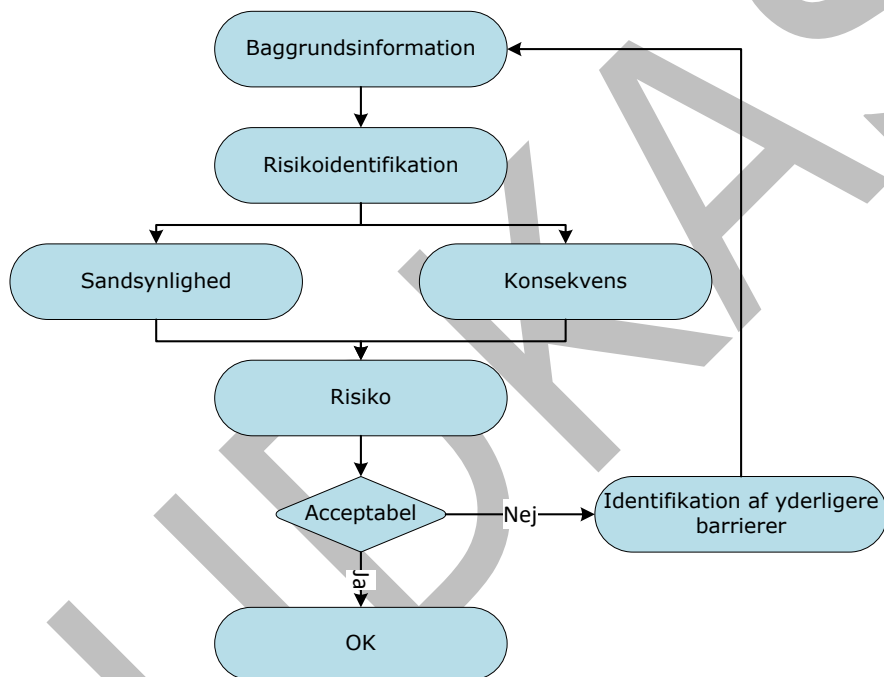 Baggrundsinformation
Risikoidentifikation
Sandsynlighed
Konsekvens
Risiko
Acceptabel
Nej
Identifikation af yderligere
barrierer
Ja
OK